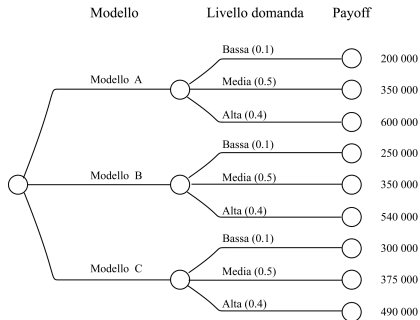 Modello Livello domanda Payoff
Bassa (0.1) 200 000
Modello A Media (0.5) 350 000
Alta (0.4) 600 000
Bassa (0.1) 250 000
Modello B Media (0.5) 350 000
Alta (0.4) 540 000
Bassa (0.1) 300 000
Modello C Media (0.5) 375 000
Alta (0.4) 490 000